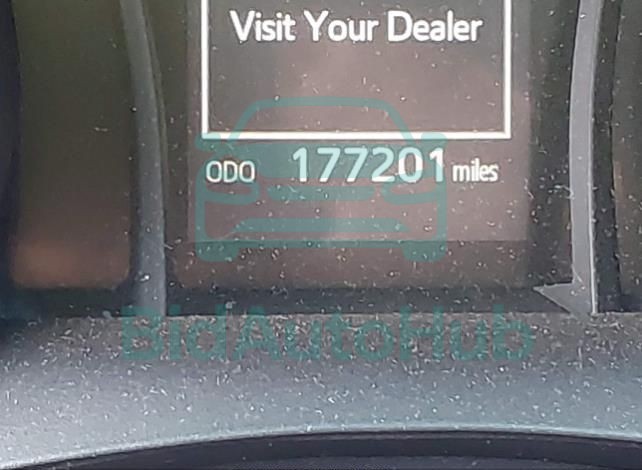 Visit Your Dealer
ODO 177201 miles
BidAutoHub